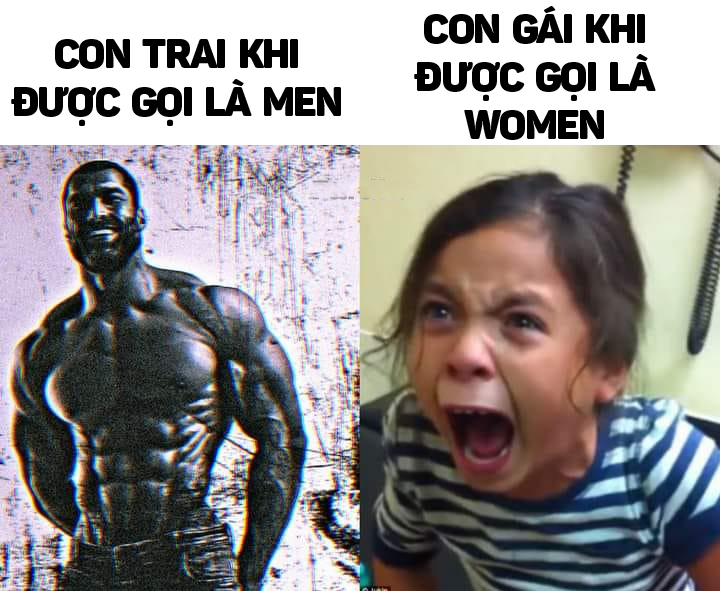 CON TRAI KHI
ĐƯỢC GỌI LÀ MEN
CON GÁI KHI
ĐƯỢC GỌI LÀ
WOMEN